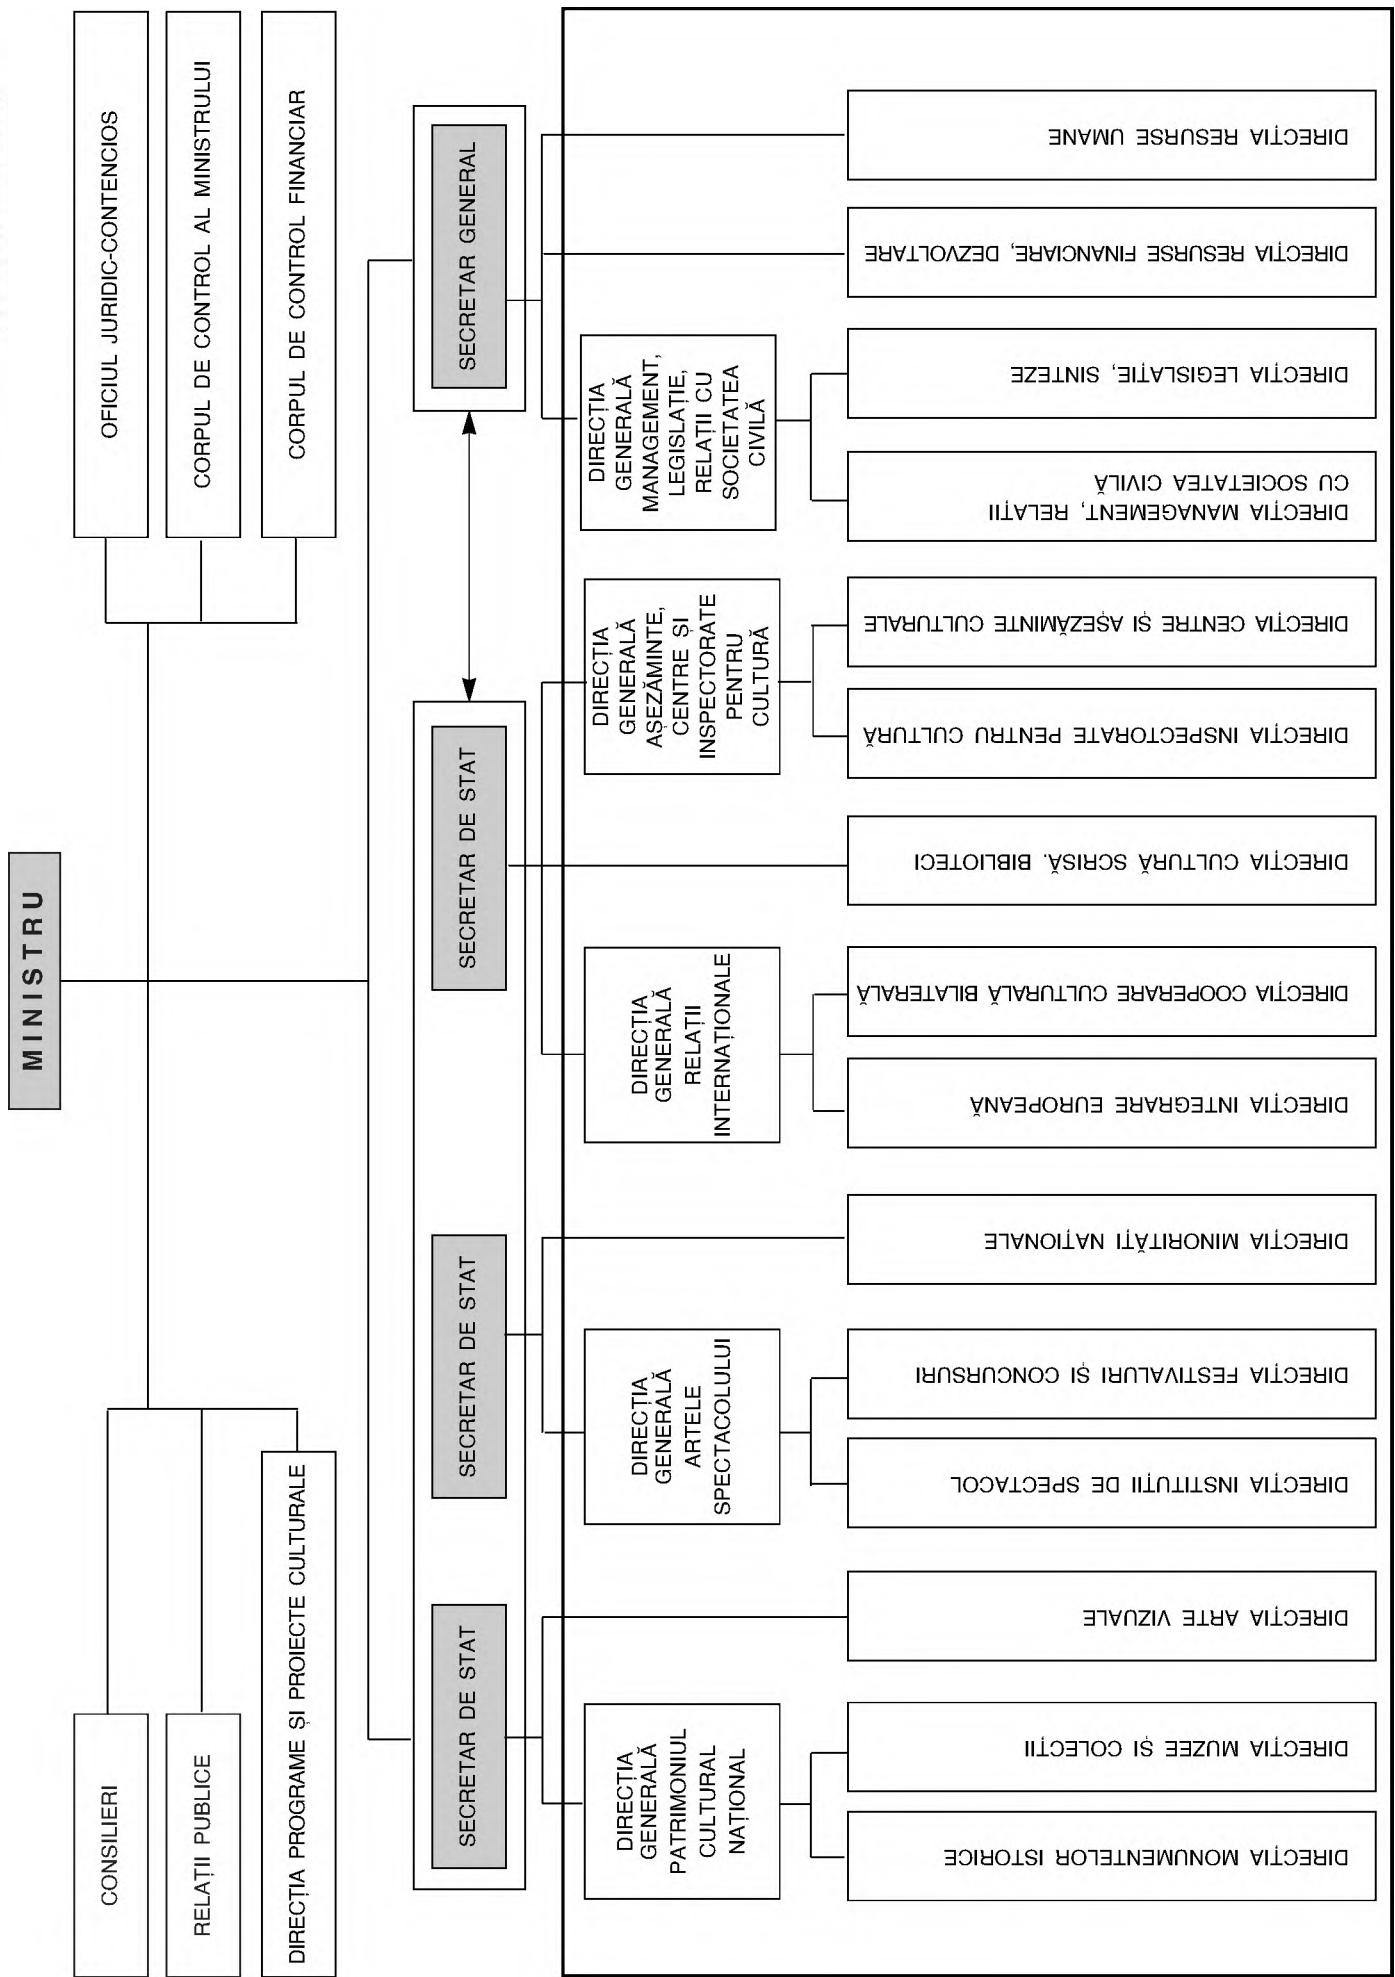 MINISTRU
CONSILIERI
RELAȚII PUBLICE
DIRECȚIA PROGRAME ȘI PROIECTE CULTURALE
OFICIUL JURIDIC-CONTENCIOS
CORPUL DE CONTROL AL MINISTRULUI
CORPUL DE CONTROL FINANCIAR
SECRETAR DE STAT
SECRETAR DE STAT
SECRETAR DE STAT
SECRETAR GENERAL
DIRECȚIA
GENERALĂ
PATRIMONIUL
CULTURAL
NAȚIONAL
DIRECȚIA
GENERALĂ
ARTELE
SPECTACOLULUI
DIRECȚIA
GENERALĂ
RELAȚII
INTERNAȚIONALE
DIRECȚIA
GENERALĂ
AȘEZĂMINTE,
CENTRE ȘI
INSPECTORATE
PENTRU
CULTURĂ
DIRECȚIA
GENERALĂ
MANAGEMENT,
LEGISLAȚIE,
RELAȚII CU
SOCIETATEA
CIVILĂ
DIRECȚIA MONUMENTELOR ISTORICE
DIRECȚIA MUZEE ȘI COLECȚII
DIRECȚIA ARTE VIZUALE
DIRECȚIA INSTITUȚII DE SPECTACOL
DIRECȚIA FESTIVALURI ȘI CONCURSURI
DIRECȚIA MINORITĂȚI NAȚIONALE
DIRECȚIA INTEGRARE EUROPEANĂ
DIRECȚIA COOPERARE CULTURALĂ BILATERALĂ
DIRECȚIA CULTURĂ SCRISĂ. BIBLIOTECI
DIRECȚIA INSPECTORATE PENTRU CULTURĂ
DIRECȚIA CENTRE ȘI AȘEZĂMINTE CULTURALE
DIRECȚIA MANAGEMENT, RELAȚII
CU SOCIETATEA CIVILĂ
DIRECȚIA LEGISLAȚIE, SINTEZE
DIRECȚIA RESURSE FINANCIARE, DEZVOLTARE
DIRECȚIA RESURSE UMANE